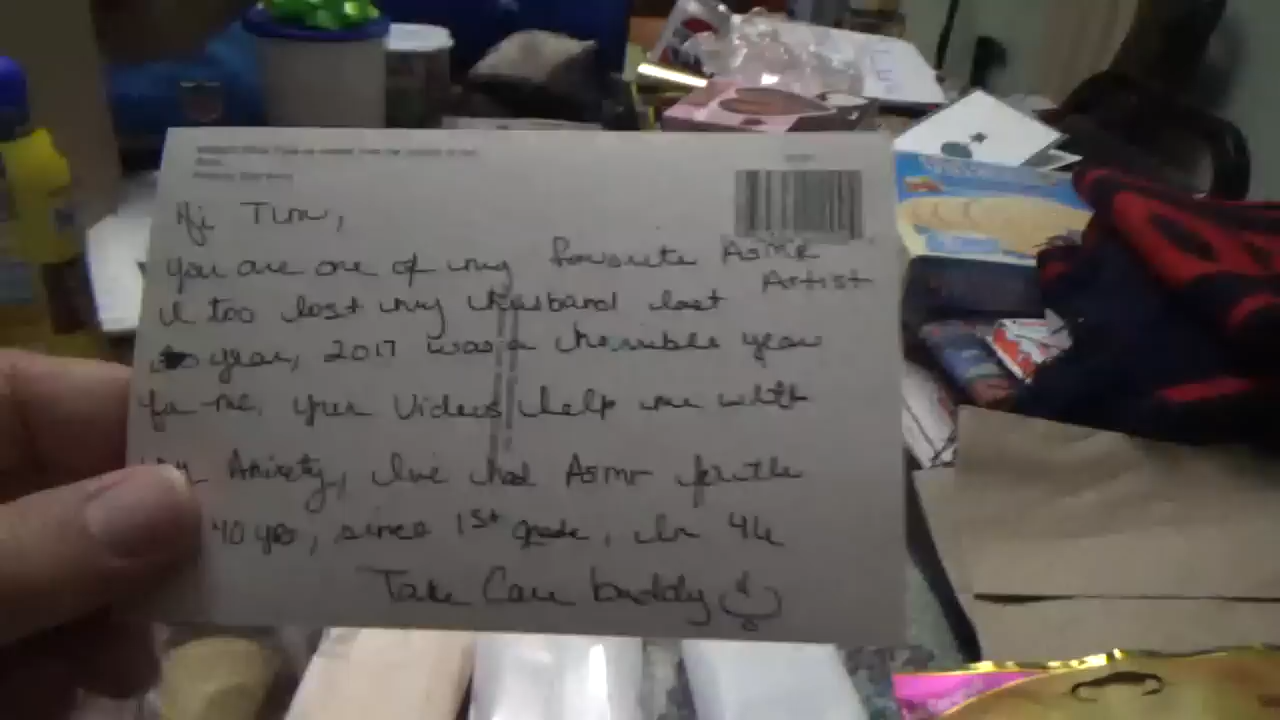 Hi Tim,
You are one of my favorite ASMR
Artist
I too lost my husband last
year, 2017 was a horrible year
for me, your Videos help me with
my Anixety, I've had Asmr for the
40 yrs, since 1st grade, I'm 46
Take Care buddy